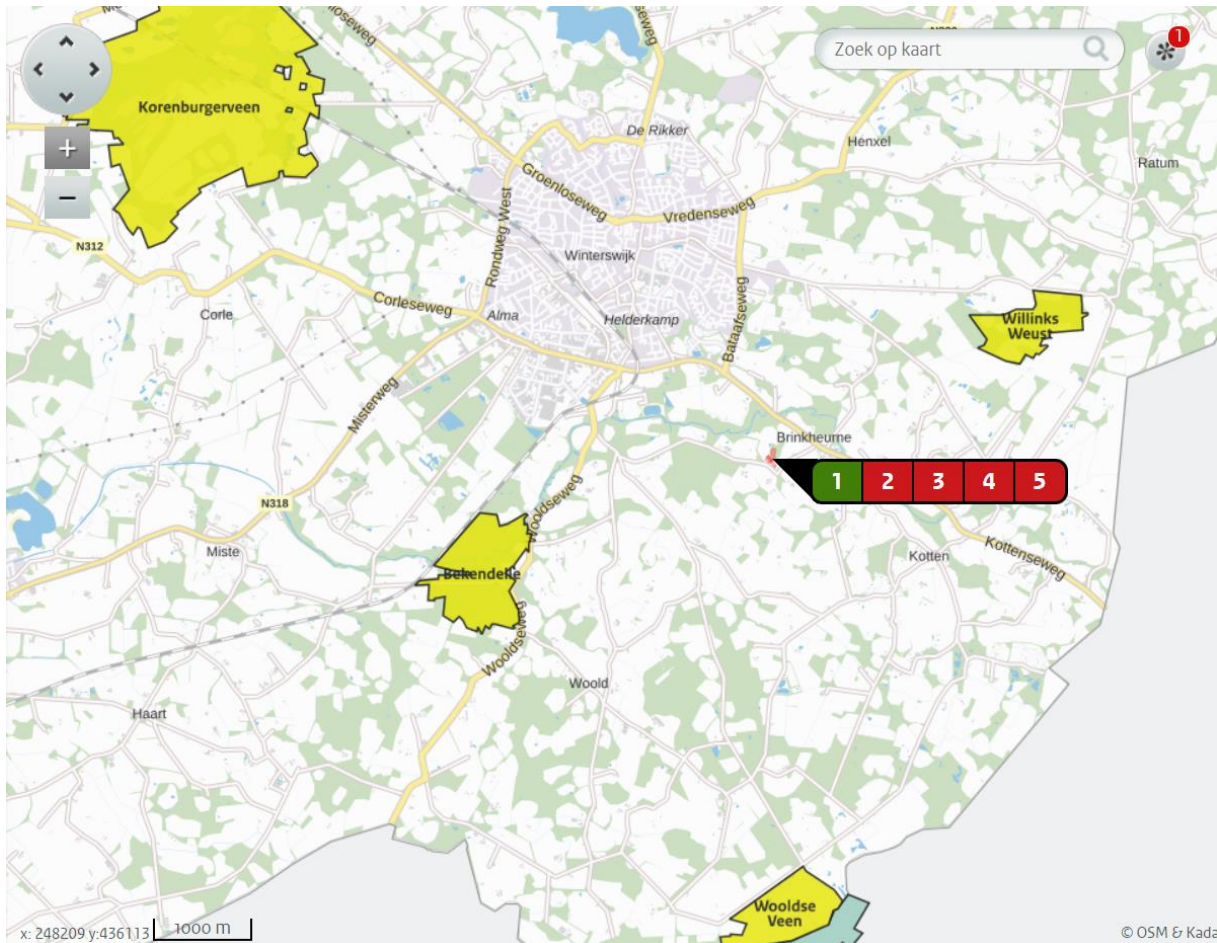 Zoek op kaart
1
De Rikker
Henxel
Korenburgerveen
Ratum
Groenloseweg
Vredenseweg
Rondweg West
N312
Winterswijk
Corleseweg
Corle
Alma
Helderkamp
Bataafseweg
Willinks
Weust
Misterweg
Brinkheurne
1 2 3 4 5
N318
Wooldseweg
Miste
Kotten
Kottenseweg
Bekendelle
Wooldseweg
Woold
Haart
Wooldse
Veen
x: 248209 y:436113
1000 m
© OSM & Kada